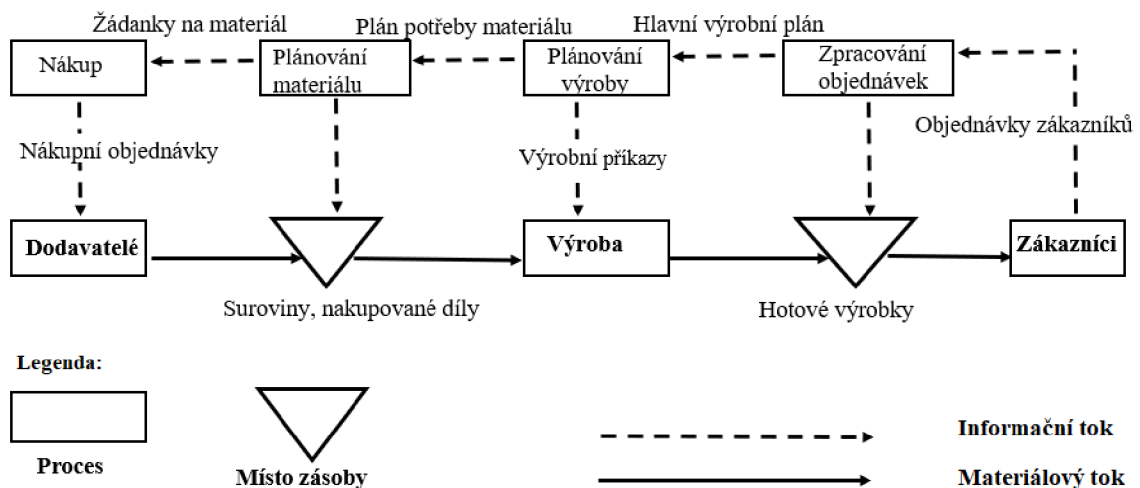 Žádanky na materiál
Plán potřeby materiálu
Hlavní výrobní plán
Nákup
Plánování
materiálu
Plánování
výroby
Zpracování
objednávek
Nákupní objednávky
Výrobní příkazy
Objednávky zákazníků
Dodavatelé
Výroba
Zákazníci
Suroviny, nakupované díly
Hotové výrobky
Legenda:
Proces
Místo zásoby
Informační tok
Materiálový tok